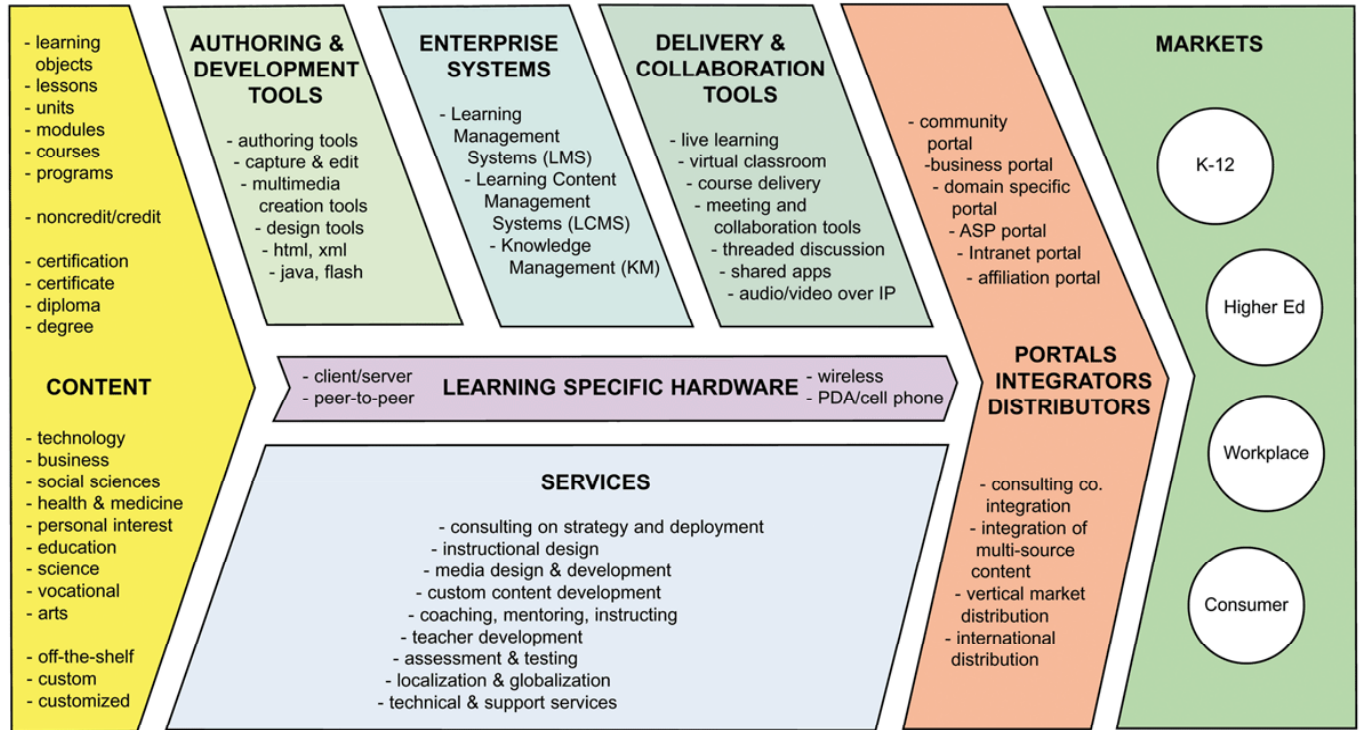 - learning
objects
- lessons
- units
- modules
- courses
- programs
- noncredit/credit
- certification
- certificate
- diploma
- degree
CONTENT
- technology
- business
- social sciences
- health & medicine
- personal interest
- education
- science
- vocational
- arts
- off-the-shelf
- custom
- customized
AUTHORING &
DEVELOPMENT
TOOLS
- authoring tools
- capture & edit
- multimedia
creation tools
- design tools
- html, xml
- java, flash
ENTERPRISE
SYSTEMS
- Learning
Management
Systems (LMS)
- Learning Content
Management
Systems (LCMS)
- Knowledge
Management (KM)
DELIVERY &
COLLABORATION
TOOLS
- live learning
- virtual classroom
- course delivery
- meeting and
collaboration tools
- threaded discussion
- shared apps
- audio/video over IP
- client/server
- peer-to-peer
LEARNING SPECIFIC HARDWARE
- wireless
- PDA/cell phone
SERVICES
- consulting on strategy and deployment
- instructional design
- media design & development
- custom content development
- coaching, mentoring, instructing
- teacher development
- assessment & testing
- localization & globalization
- technical & support services
- community
portal
-business portal
- domain specific
portal
- ASP portal
- Intranet portal
- affiliation portal
PORTALS
INTEGRATORS
DISTRIBUTORS
- consulting co.
integration
- integration of
multi-source
content
- vertical market
distribution
- international
distribution
MARKETS
K-12
Higher Ed
Workplace
Consumer